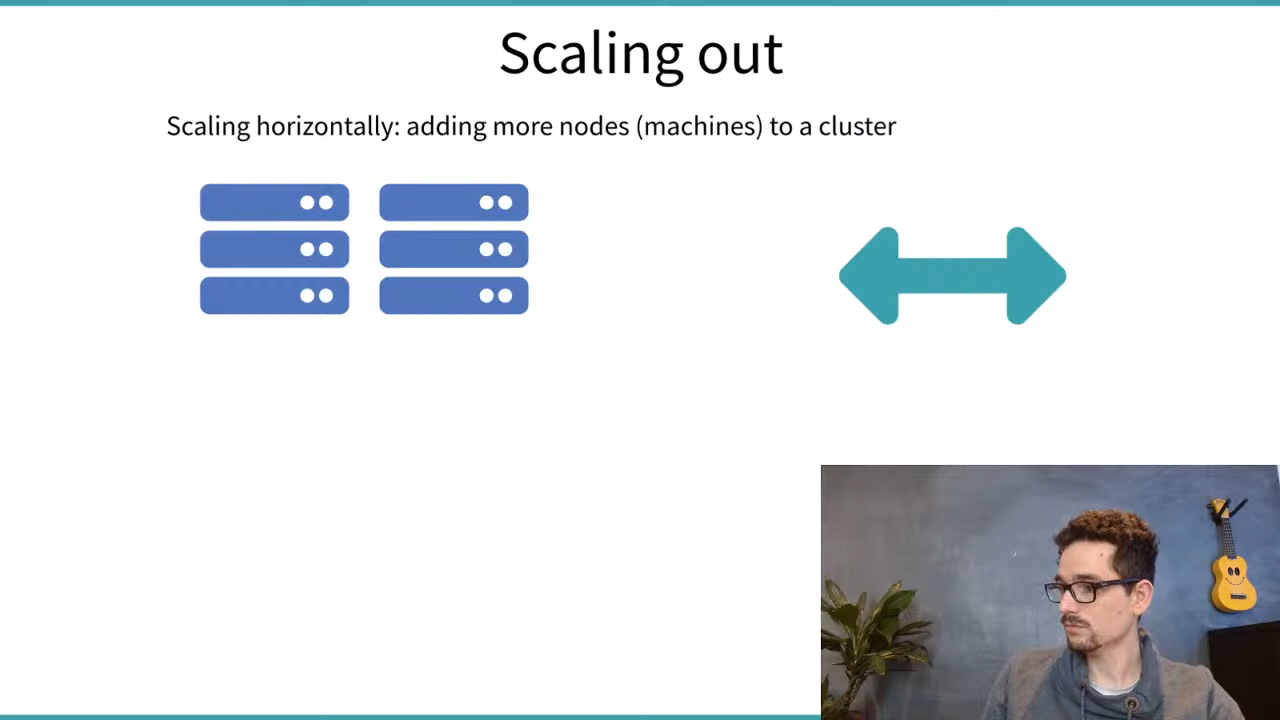 Scaling out
Scaling horizontally: adding more nodes (machines) to a cluster